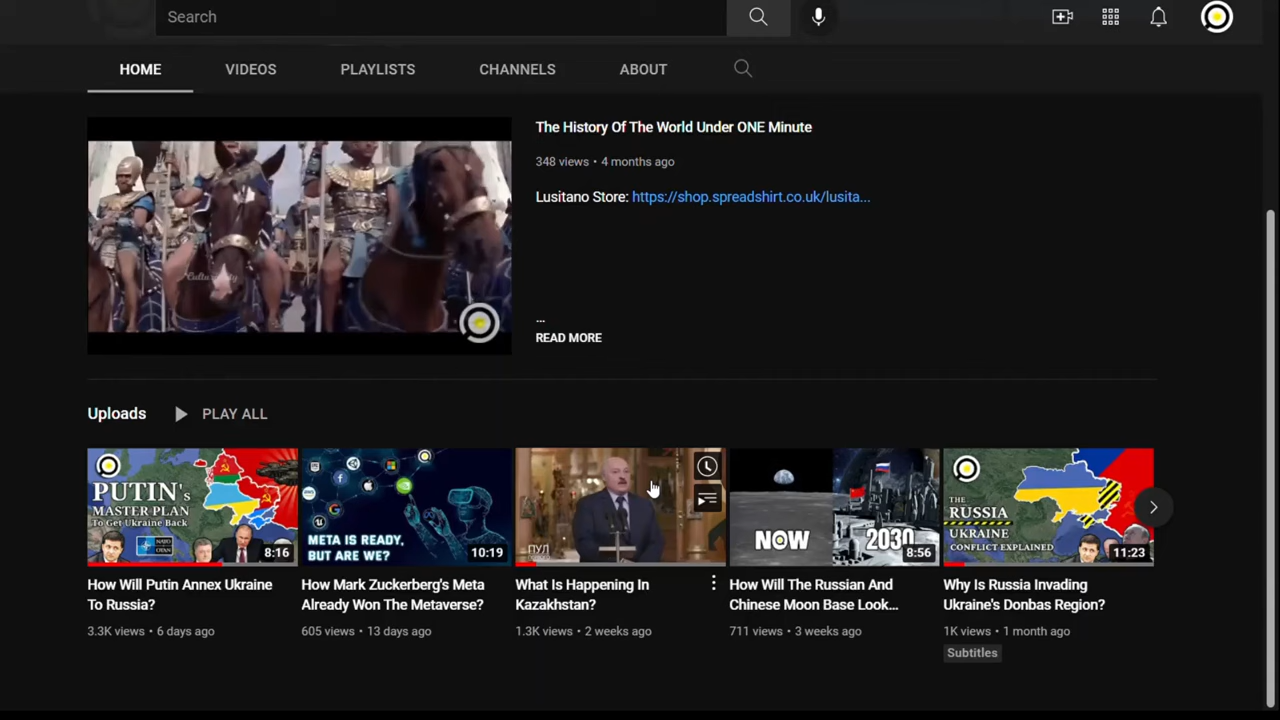 Search
HOME VIDEOS PLAYLISTS CHANNELS ABOUT
The History Of The World Under ONE Minute
348 views • 4 months ago
Lusitano Store: https://shop.spreadshirt.co.uk/lusita...
...
READ MORE
Uploads PLAY ALL
PUTIN's
MASTER PLAN
To Get Ukraine Back
NATO
OTAN
8:16
How Will Putin Annex Ukraine
To Russia?
3.3K views • 6 days ago
META IS READY,
BUT ARE WE?
10:19
How Mark Zuckerberg's Meta
Already Won The Metaverse?
605 views • 13 days ago
ПУЛ
What Is Happening In
Kazakhstan?
1.3K views • 2 weeks ago
NOW
2030
8:56
How Will The Russian And
Chinese Moon Base Look...
711 views • 3 weeks ago
THE
RUSSIA
UKRAINE
CONFLICT EXPLAINED
11:23
Why Is Russia Invading
Ukraine's Donbas Region?
1K views • 1 month ago
Subtitles